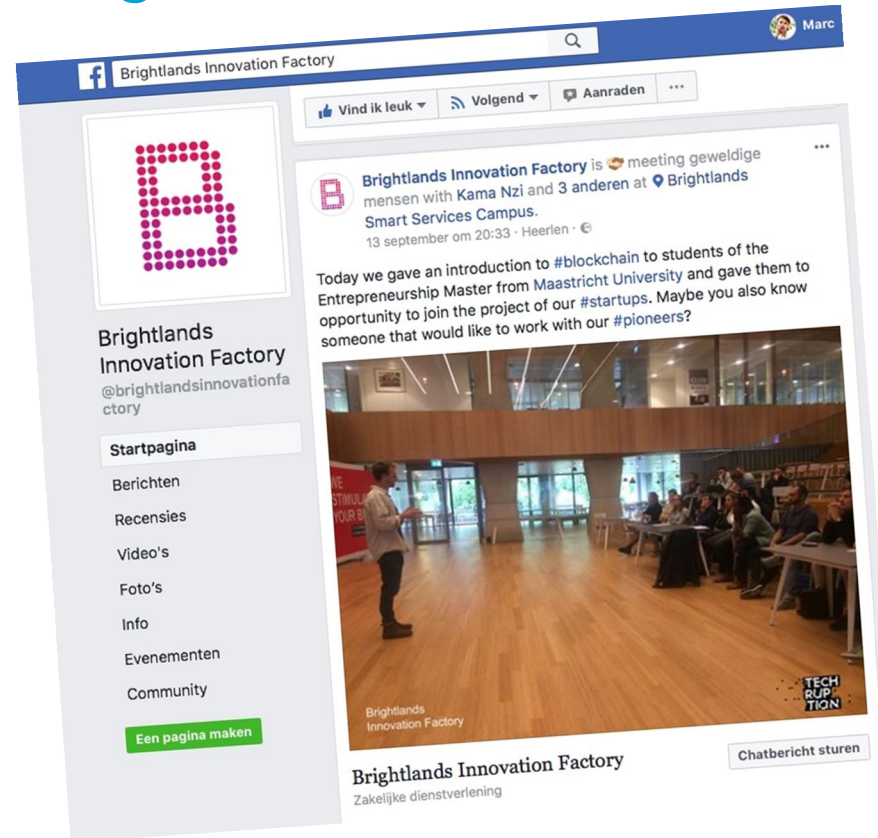 Brightlands Innovation Factory
Marc
Vind ik leuk
Volgend
Aanraden
Brightlands
Innovation Factory
@brightlandsinnovationfa
ctory
Startpagina
Berichten
Recensies
Video's
Foto's
Info
Evenementen
Community
Een pagina maken
Brightlands Innovation Factory is meeting geweldige
mensen with Kama Nzi and 3 anderen at Brightlands
Smart Services Campus.
13 september om 20:33 · Heerlen ·
Today we gave an introduction to #blockchain to students of the
Entrepreneurship Master from Maastricht University and gave them to
opportunity to join the project of our #startups. Maybe you also know
someone that would like to work with our #pioneers?
STIMULA
YOUR B
Brightlands
Innovation Factory
TECH
RUP
TION
Brightlands Innovation Factory
Zakelijke dienstverlening
Chatbericht sturen